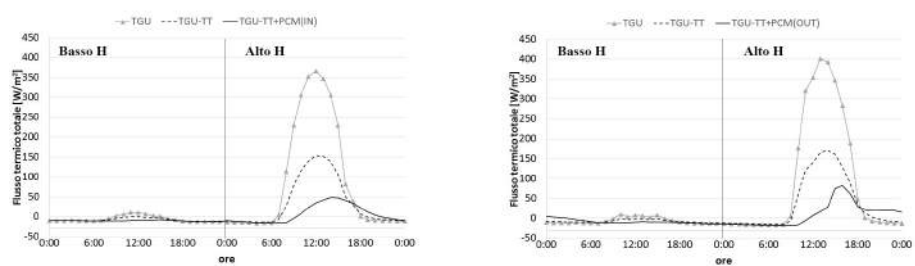 TGU TGU-TT TGU-TT+PCM(IN)
Basso H Alto H
Flusso termico totale [W/m²]
450
400
350
300
250
200
150
100
50
0
-50
0:00 6:00 12:00 18:00 0:00 6:00 12:00 18:00 0:00
ore
TGU TGU-TT TGU-TT+PCM(OUT)
Basso H Alto H
Flusso termico totale [W/m²]
450
400
350
300
250
200
150
100
50
0
-50
0:00 6:00 12:00 18:00 0:00 6:00 12:00 18:00 0:00
ore